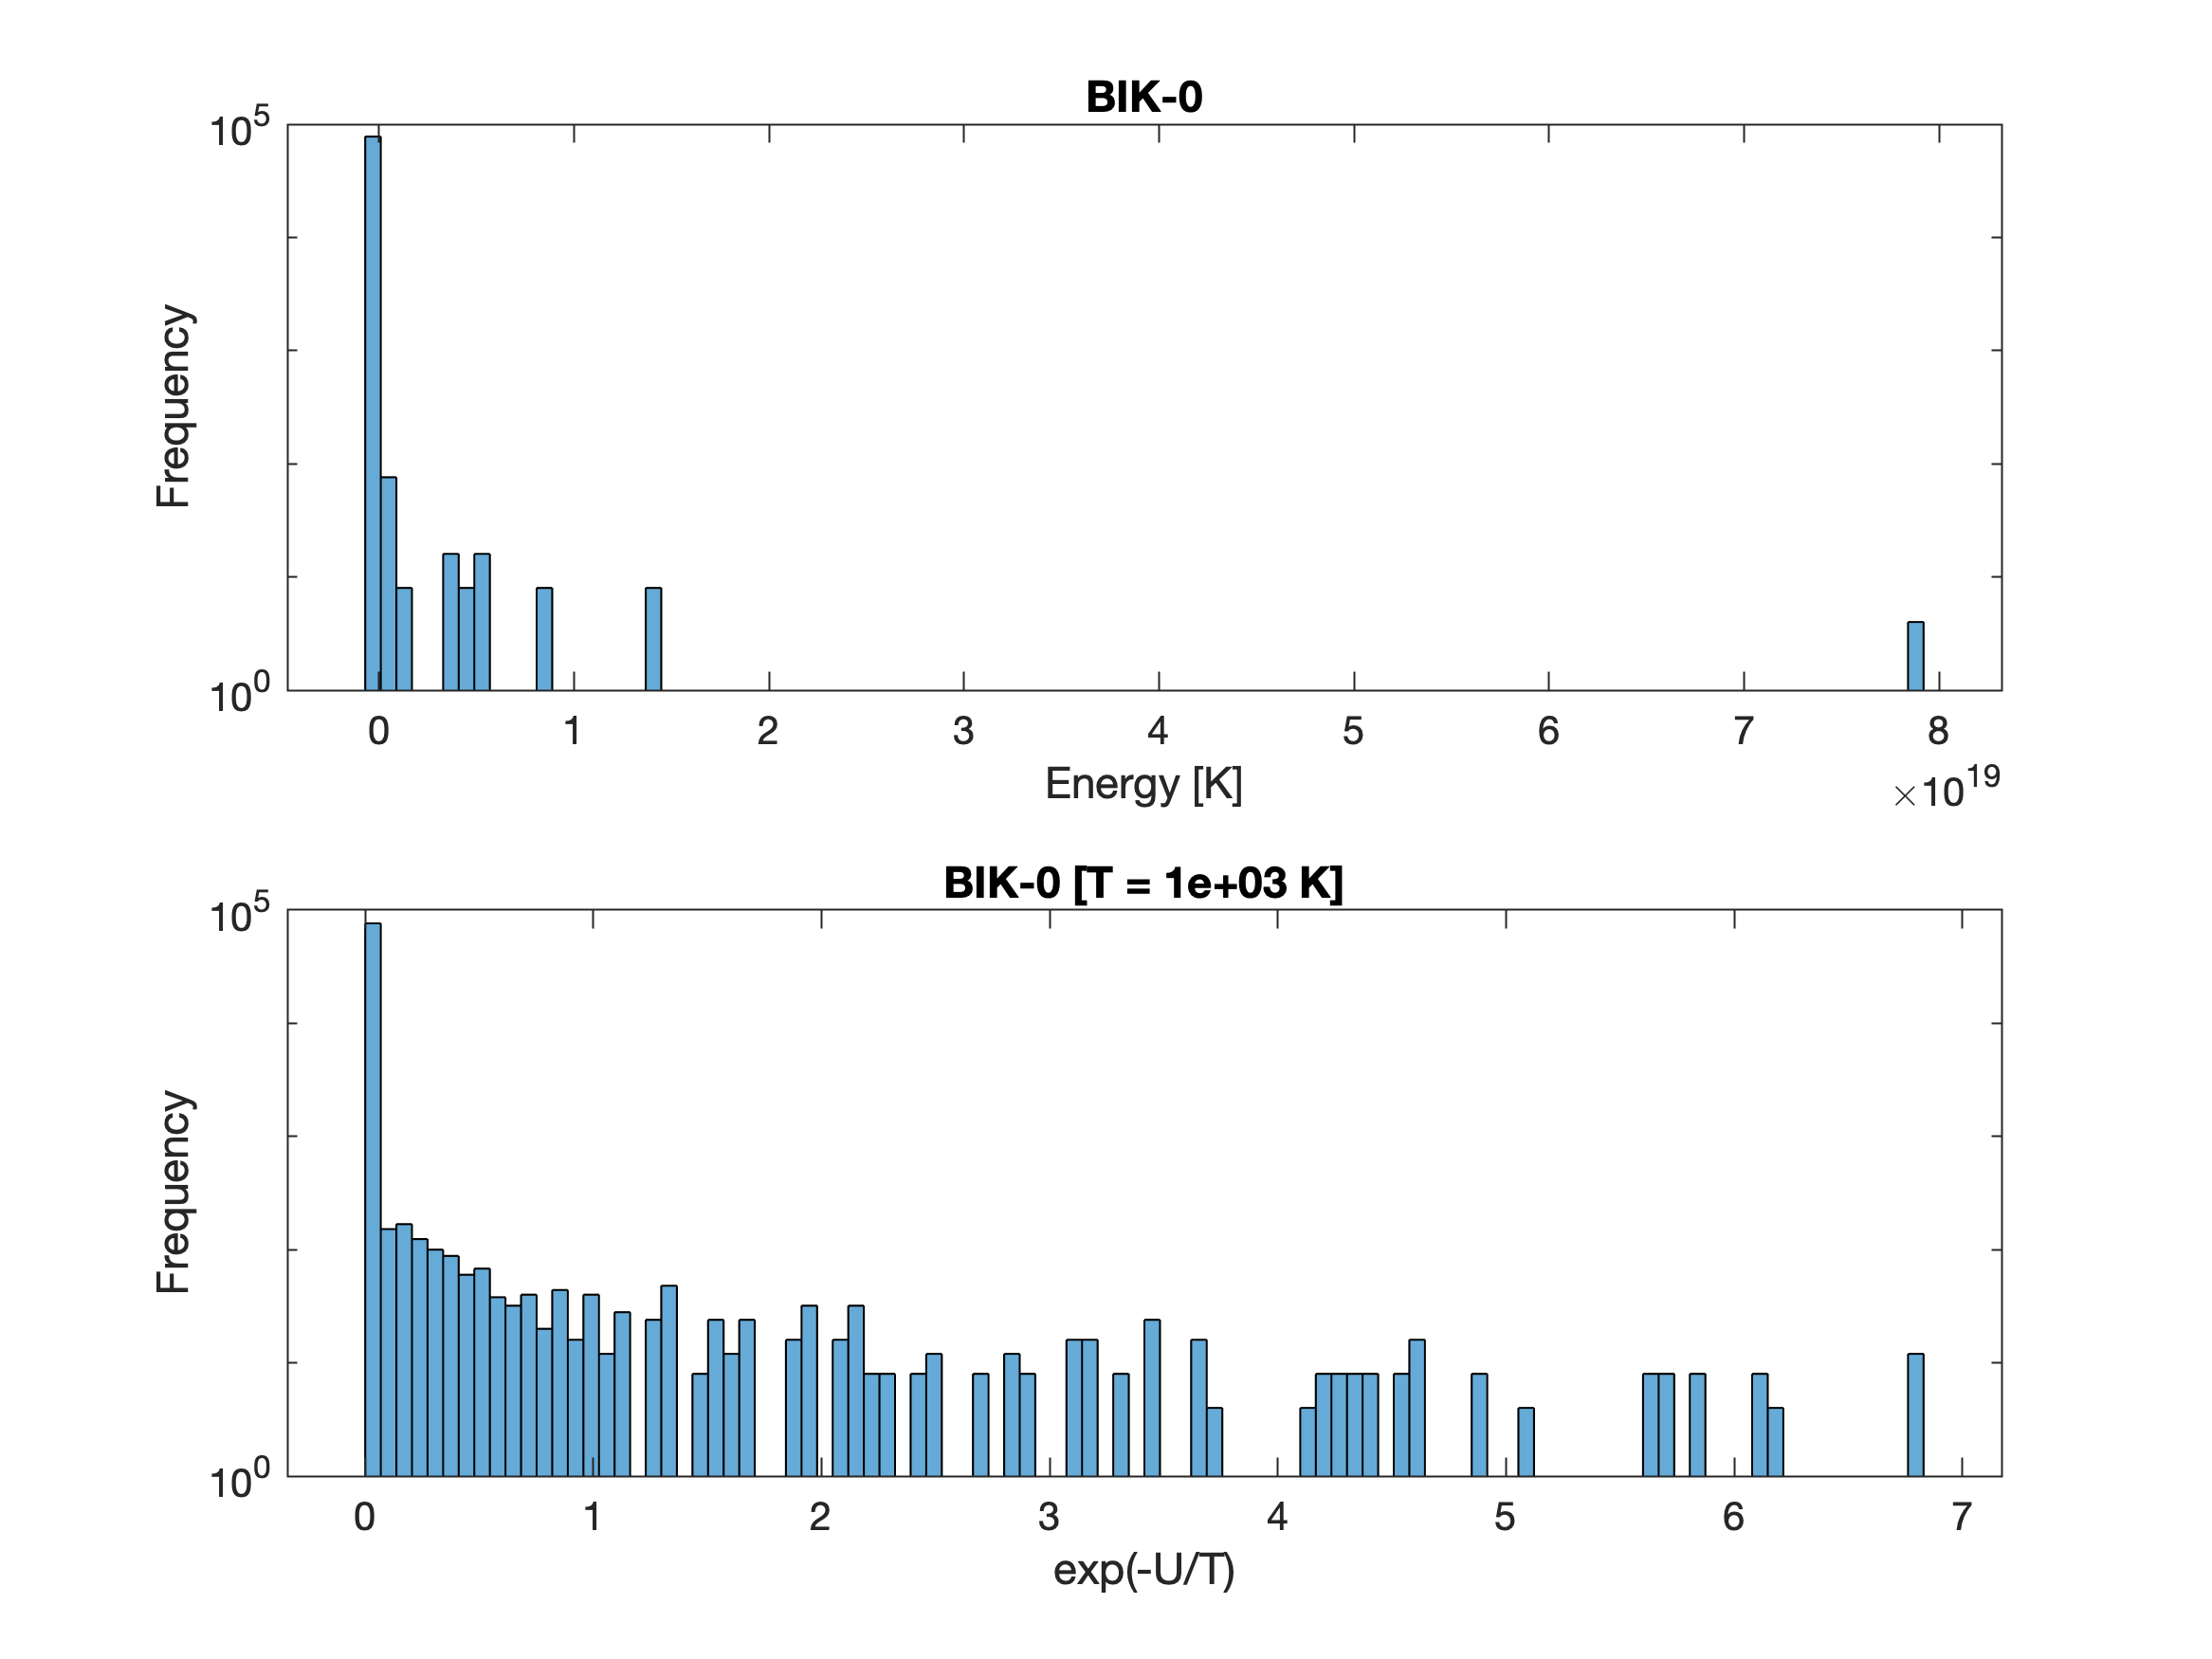 BIK-0
10^5
Frequency
10^0
0 1 2 3 4 5 6 7 8
Energy [K]
×10^19
BIK-0 [T = 1e+03 K]
10^5
Frequency
10^0
0 1 2 3 4 5 6 7
exp(-U/T)